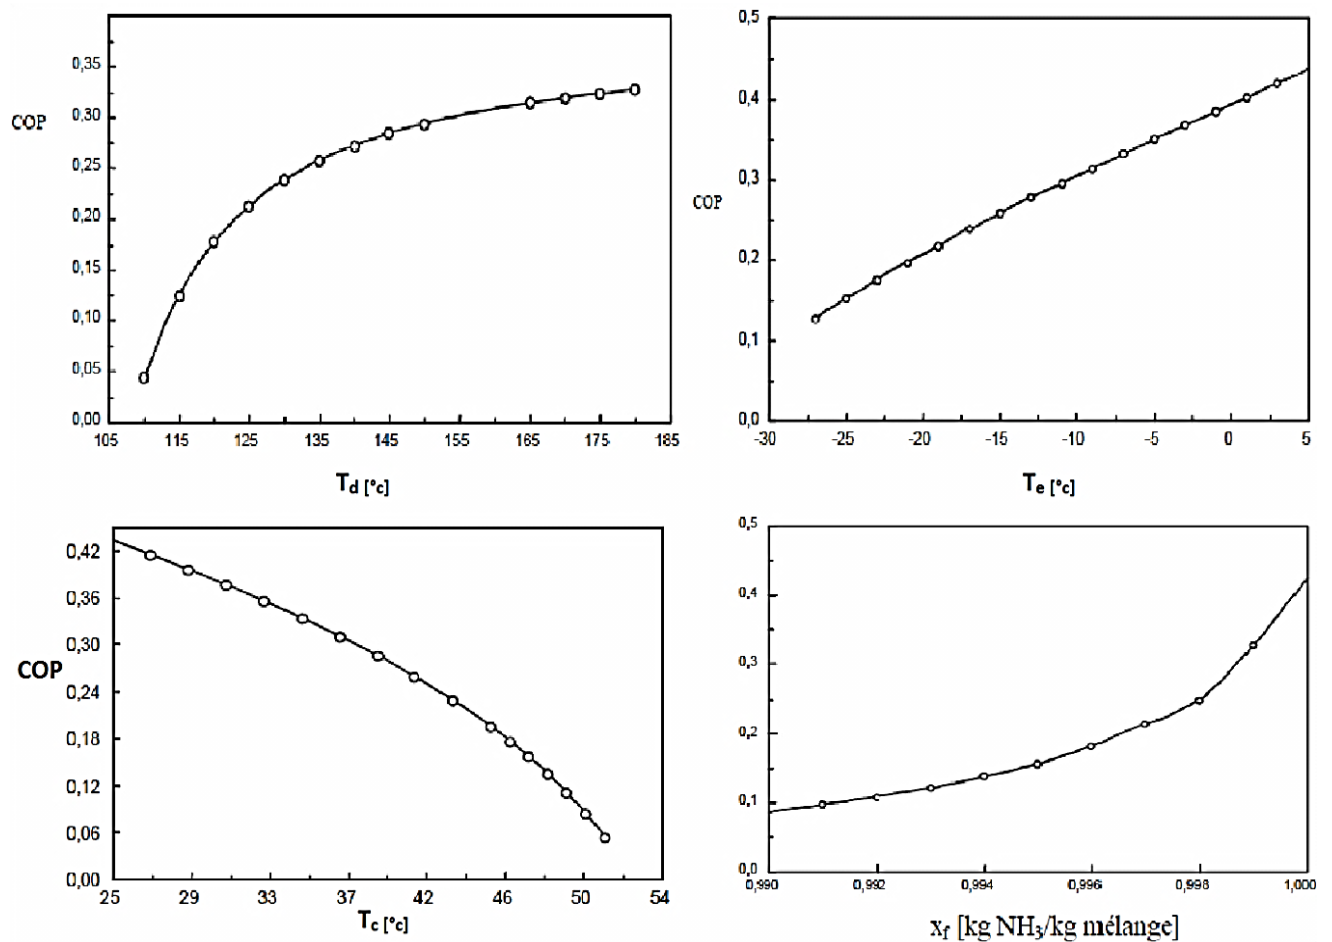 0,35
0,30
0,25
0,20
0,15
0,10
0,05
0,00
COP
105 115 125 135 145 155 165 175 185
Td [°c]
0,5
0,4
0,3
0,2
0,1
0,0
COP
-30 -25 -20 -15 -10 -5 0 5
Te [°c]
0,42
0,36
0,30
0,24
0,18
0,12
0,06
0,00
COP
25 29 33 37 42 46 50 54
Tc [°c]
0,5
0,4
0,3
0,2
0,1
0,0
0,990 0,992 0,994 0,996 0,998 1,000
xf [kg NH3/kg mélange]